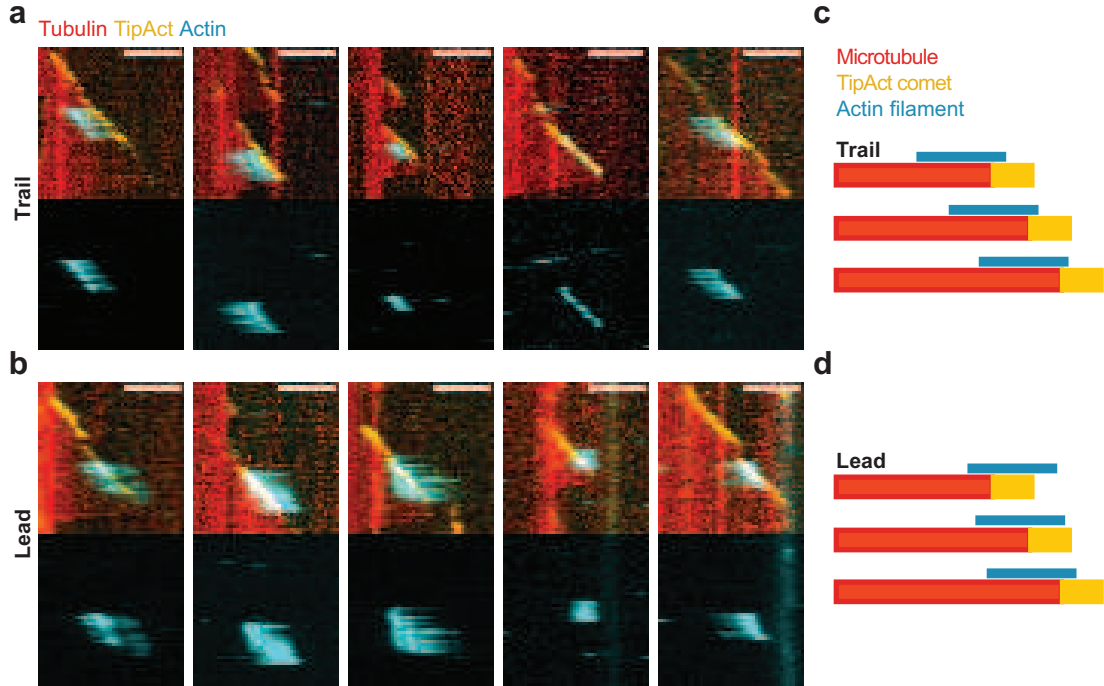 a
Tubulin TipAct Actin
Trail
b
Lead
c
Microtubule
TipAct comet
Actin filament
Trail
d
Lead